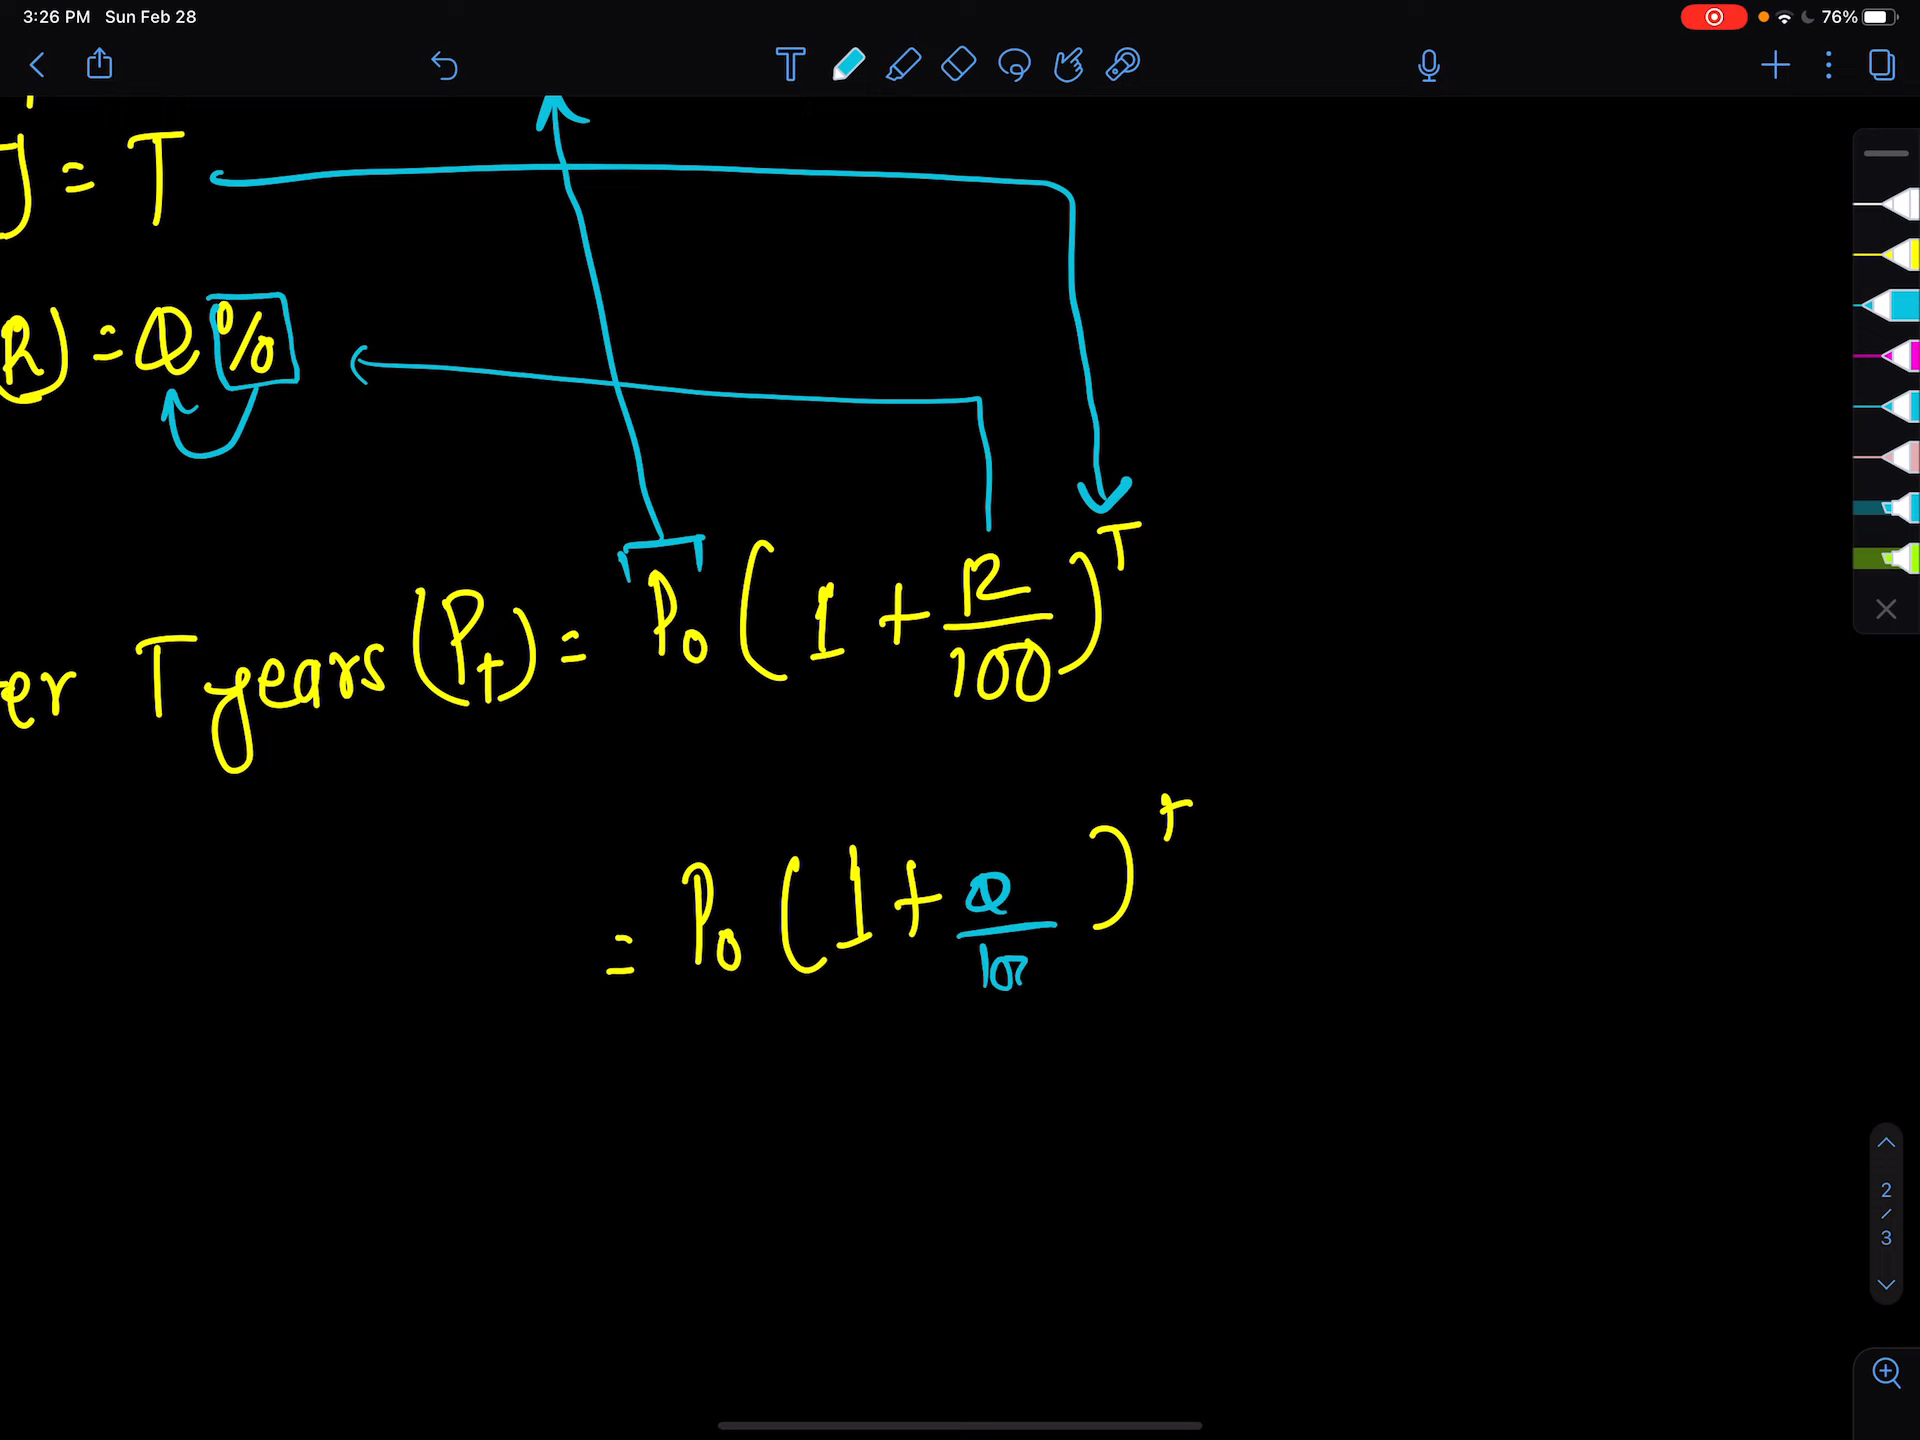 3:26 PM Sun Feb 28
76%
= T
R) = Q %
er T years (Pt) = P0 ( 1 + R/100 )^T
= P0 ( 1 + Q/100 )^t
2
/
3